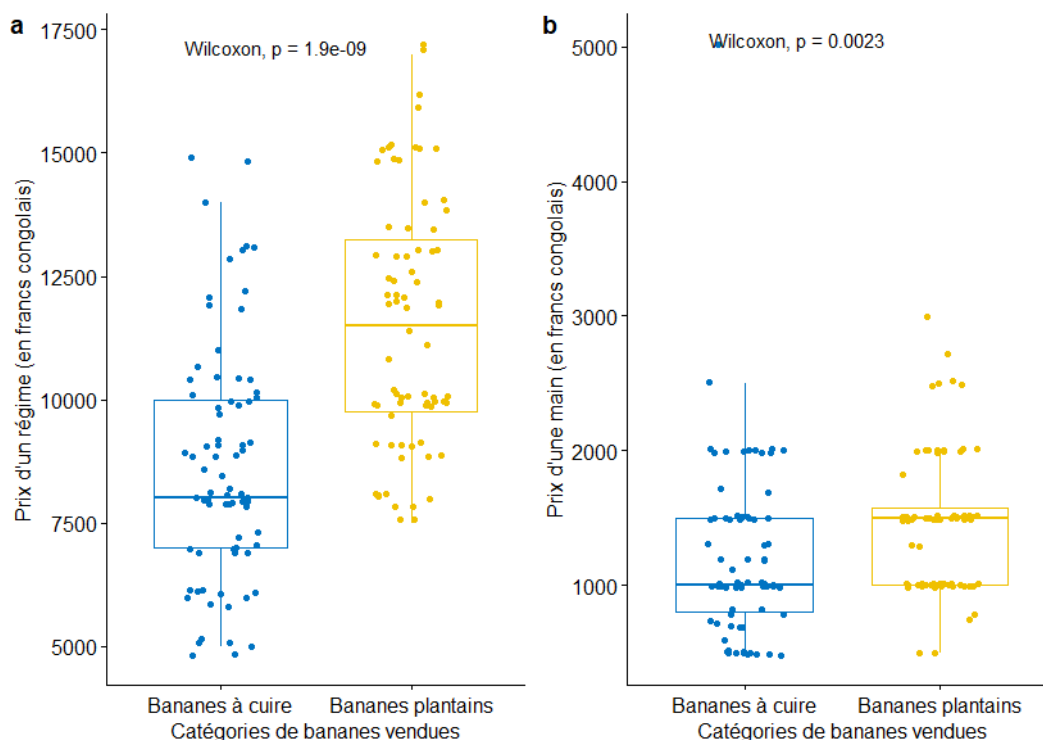 a
Wilcoxon, p = 1.9e-09
Prix d'un régime (en francs congolais)
17500
15000
12500
10000
7500
5000
Bananes à cuire
Bananes plantains
Catégories de bananes vendues
b
Wilcoxon, p = 0.0023
Prix d'une main (en francs congolais)
5000
4000
3000
2000
1000
Bananes à cuire
Bananes plantains
Catégories de bananes vendues